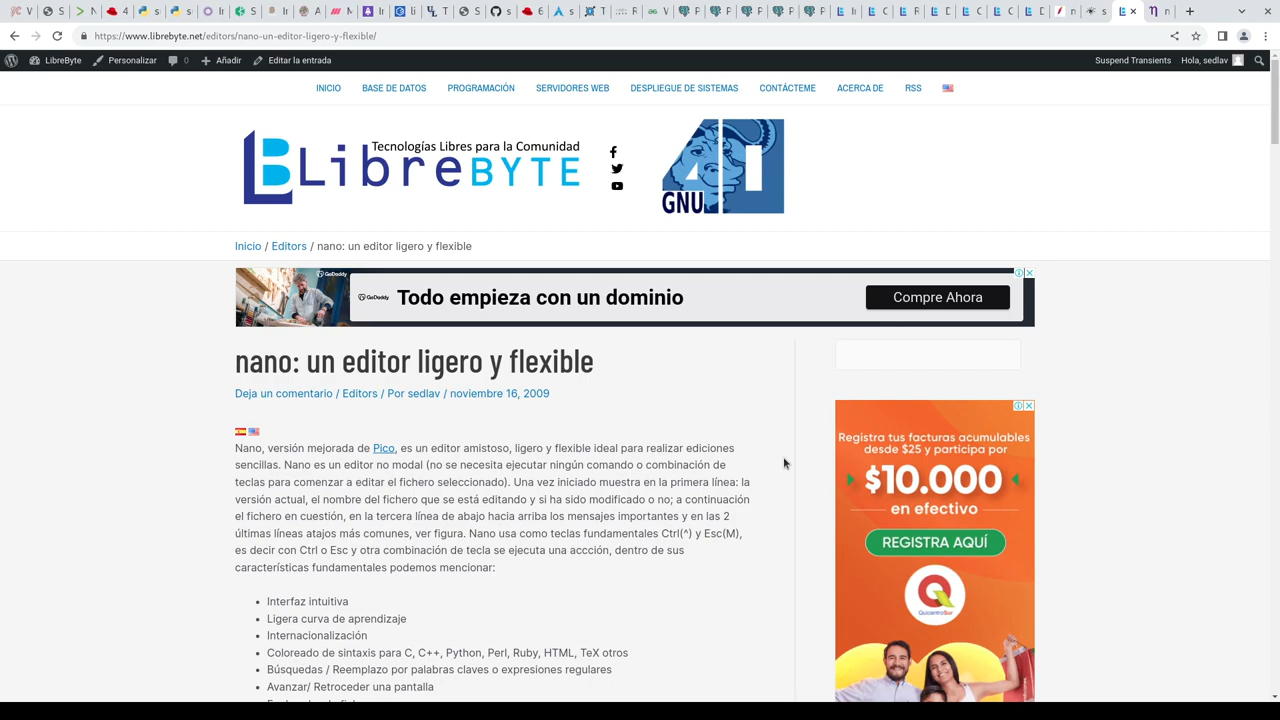 https://www.librebyte.net/editors/nano-un-editor-ligero-y-flexible/
LibreByte
Personalizar
0
Añadir
Editar la entrada
Suspend Transients
Hola, sedlav
INICIO
BASE DE DATOS
PROGRAMACIÓN
SERVIDORES WEB
DESPLIEGUE DE SISTEMAS
CONTÁCTEME
ACERCA DE
RSS
Tecnologías Libres para la Comunidad
LibreBYTE
40
GNU
Inicio / Editors / nano: un editor ligero y flexible
GoDaddy
GoDaddy
Todo empieza con un dominio
Compre Ahora
nano: un editor ligero y flexible
Deja un comentario / Editors / Por sedlav / noviembre 16, 2009
Nano, versión mejorada de Pico, es un editor amistoso, ligero y flexible ideal para realizar ediciones
sencillas. Nano es un editor no modal (no se necesita ejecutar ningún comando o combinación de
teclas para comenzar a editar el fichero seleccionado). Una vez iniciado muestra en la primera línea: la
versión actual, el nombre del fichero que se está editando y si ha sido modificado o no; a continuación
el fichero en cuestión, en la tercera línea de abajo hacia arriba los mensajes importantes y en las 2
últimas líneas atajos más comunes, ver figura. Nano usa como teclas fundamentales Ctrl(^) y Esc(M),
es decir con Ctrl o Esc y otra combinación de tecla se ejecuta una accción, dentro de sus
características fundamentales podemos mencionar:
• Interfaz intuitiva
• Ligera curva de aprendizaje
• Internacionalización
• Coloreado de sintaxis para C, C++, Python, Perl, Ruby, HTML, TeX otros
• Búsquedas / Reemplazo por palabras claves o expresiones regulares
• Avanzar/ Retroceder una pantalla
Registra tus facturas acumulables
desde $25 y participa por
$10.000
en efectivo
REGISTRA AQUÍ
QuicentroSur